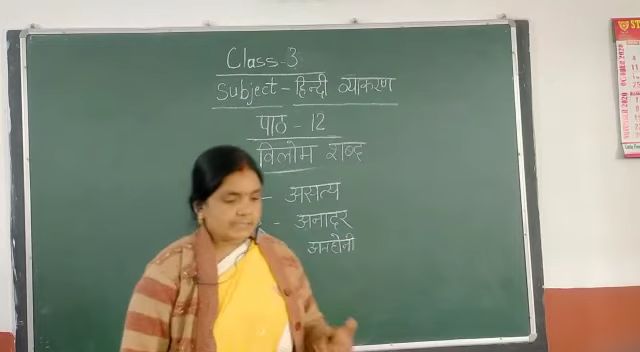 Class-3
Subject - हिन्दी व्याकरण
पाठ - 12
विलोम शब्द
- असत्य
- अनादर
अनहोनी